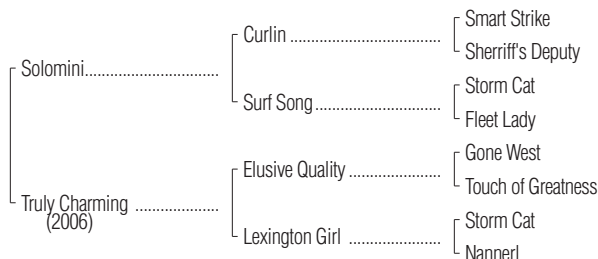 Smart Strike
Curlin
Sherriff's Deputy
Solomini
Storm Cat
Surf Song
Fleet Lady
Gone West
Elusive Quality
Touch of Greatness
Truly Charming
(2006)
Storm Cat
Lexington Girl
Nannerl